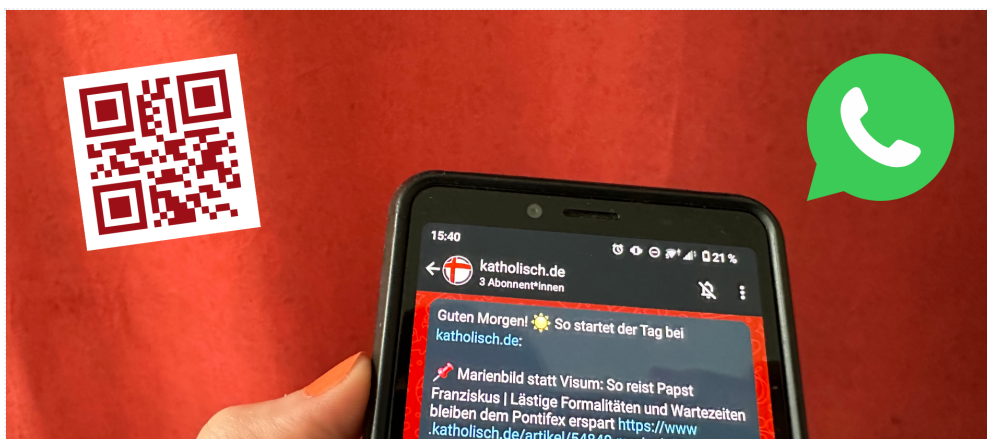 15:40
21 %
katholisch.de
3 Abonnent*innen
Guten Morgen! 🌞 So startet der Tag bei
katholisch.de:
📌 Marienbild statt Visum: So reist Papst
Franziskus | Lästige Formalitäten und Wartezeiten
bleiben dem Pontifex erspart https://www
.katholisch.de/artikel/54840